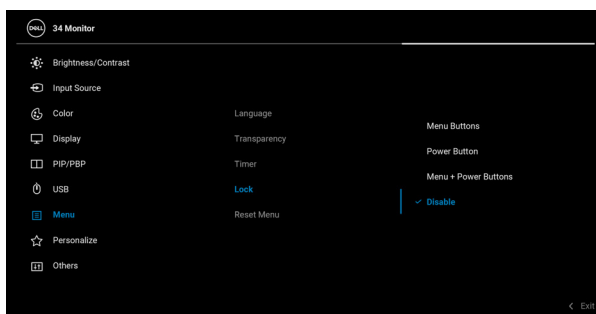 DELL 34 Monitor
Brightness/Contrast
Input Source
Color
Display
PIP/PBP
USB
Menu
Personalize
Others
Language
Transparency
Timer
Lock
Reset Menu
Menu Buttons
Power Button
Menu + Power Buttons
Disable
Exit